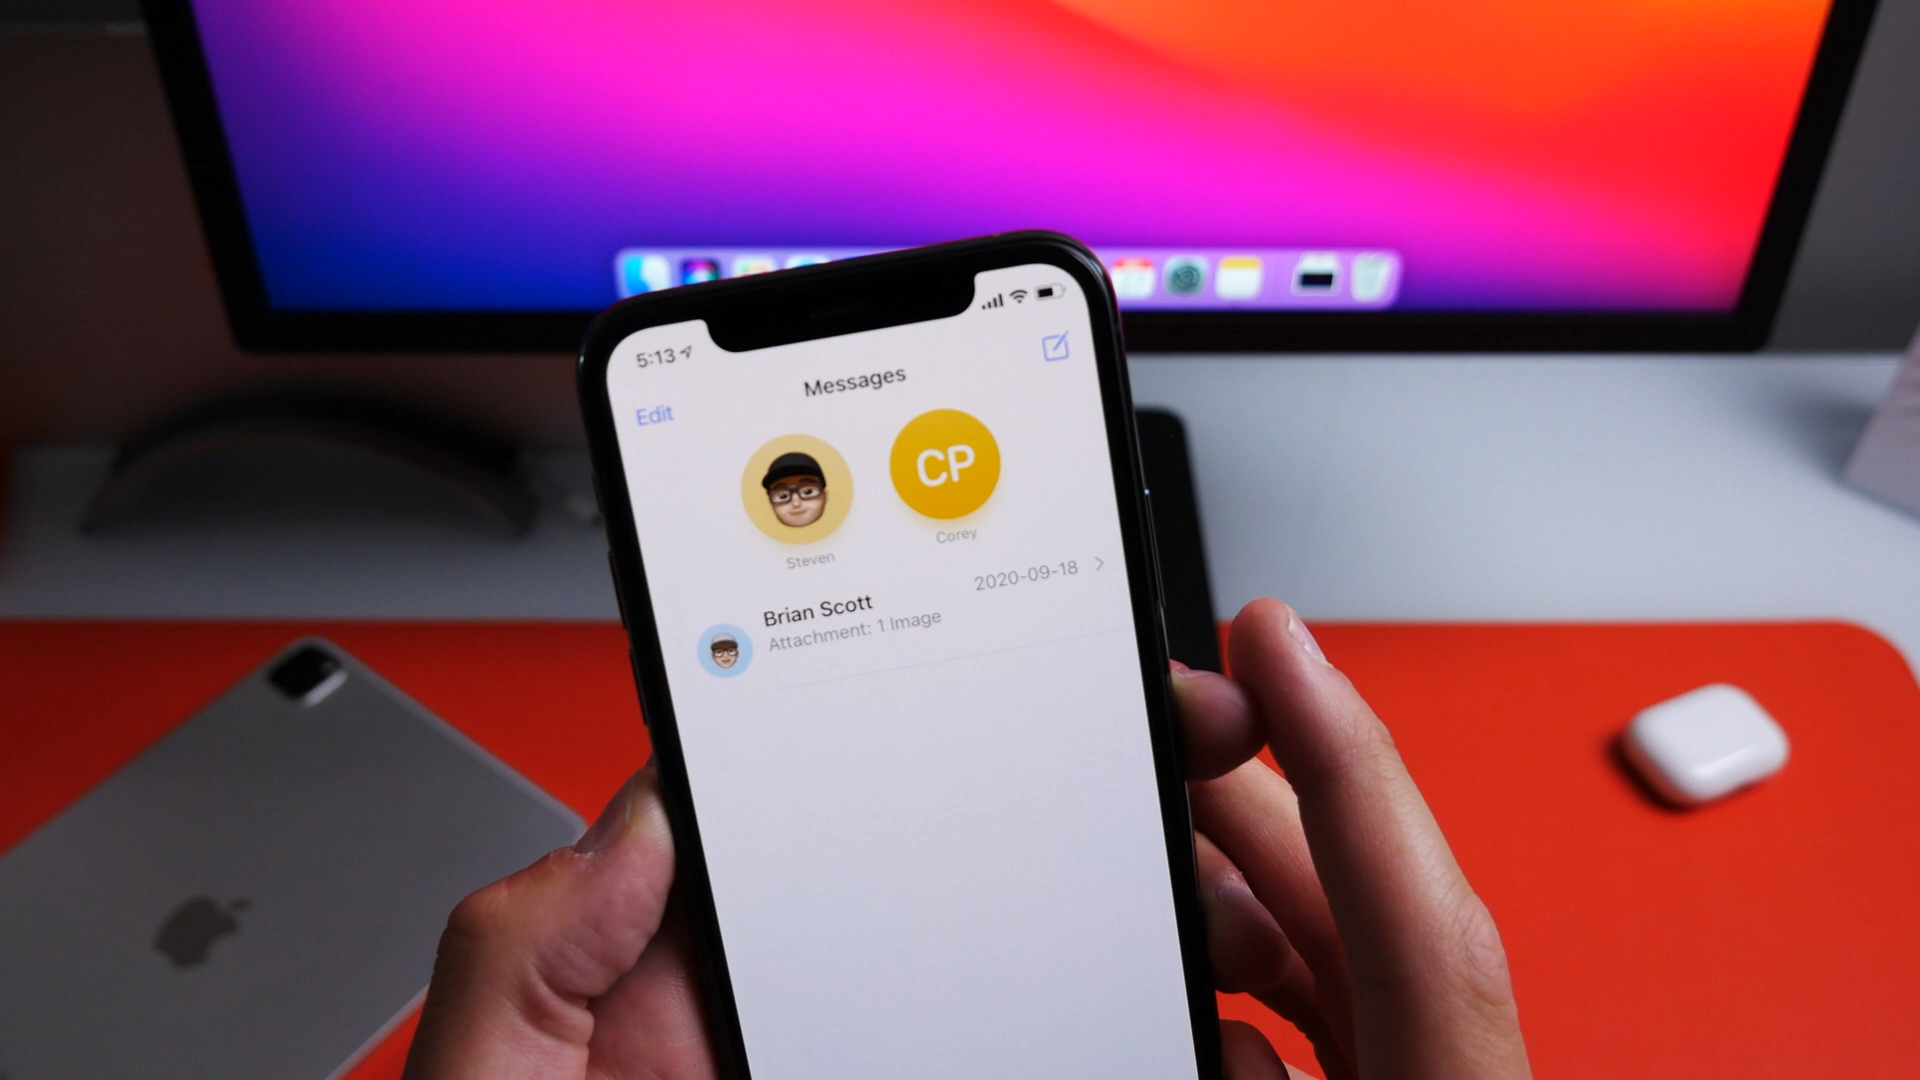 5:13
Messages
Edit
CP
Steven
Corey
Brian Scott
2020-09-18
Attachment: 1 Image